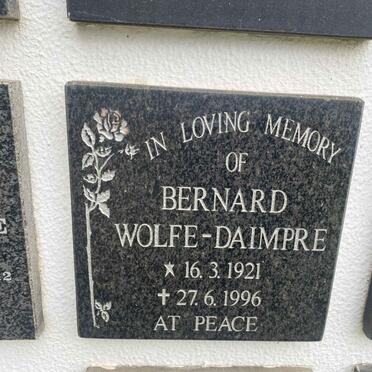 IN LOVING MEMORY
OF
BERNARD
WOLFE-DAIMPRE
★ 16. 3. 1921
✝ 27. 6. 1996
AT PEACE